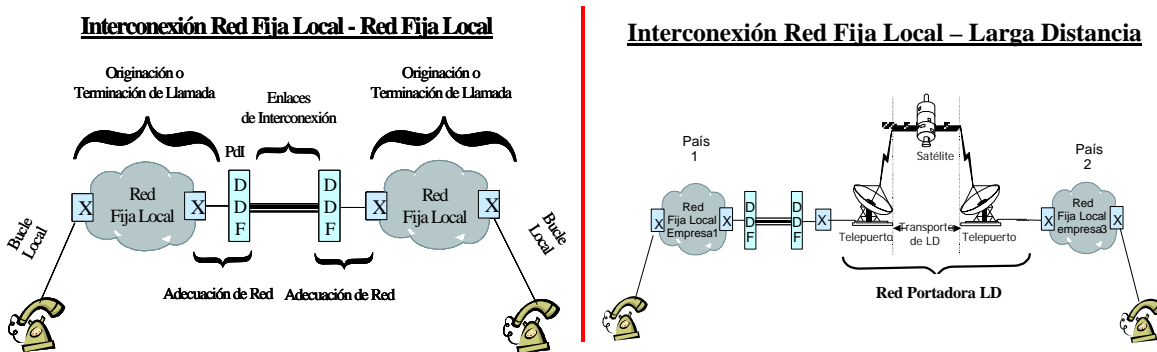 Interconexión Red Fija Local - Red Fija Local
Originación o
Terminación de Llamada
Enlaces
de Interconexión
Originación o
Terminación de Llamada
PdI
X
Red
Fija Local
X
D
D
F
D
D
F
X
Red
Fija Local
X
Bucle
Local
Bucle
Local
Adecuación de Red
Adecuación de Red
Interconexión Red Fija Local – Larga Distancia
País
1
Satélite
País
2
X
Red
Fija Local
Empresa1
X
D
D
F
D
D
F
X
Telepuerto
Transporte
de LD
Telepuerto
X
Red
Fija Local
empresa3
X
Red Portadora LD